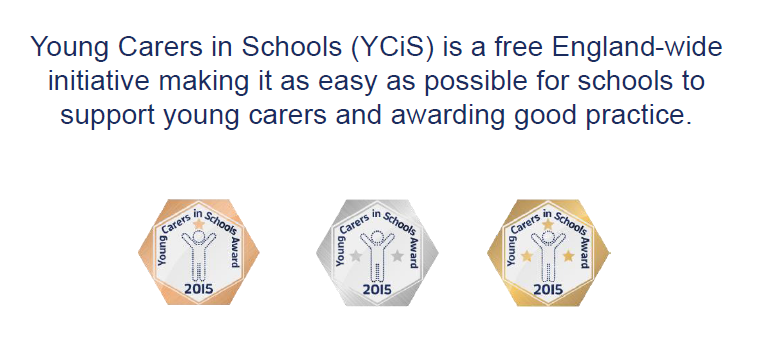 Young Carers in Schools (YCiS) is a free England-wide
initiative making it as easy as possible for schools to
support young carers and awarding good practice.
Young Carers in Schools Award
2015
Young Carers in Schools Award
2015
Young Carers in Schools Award
2015